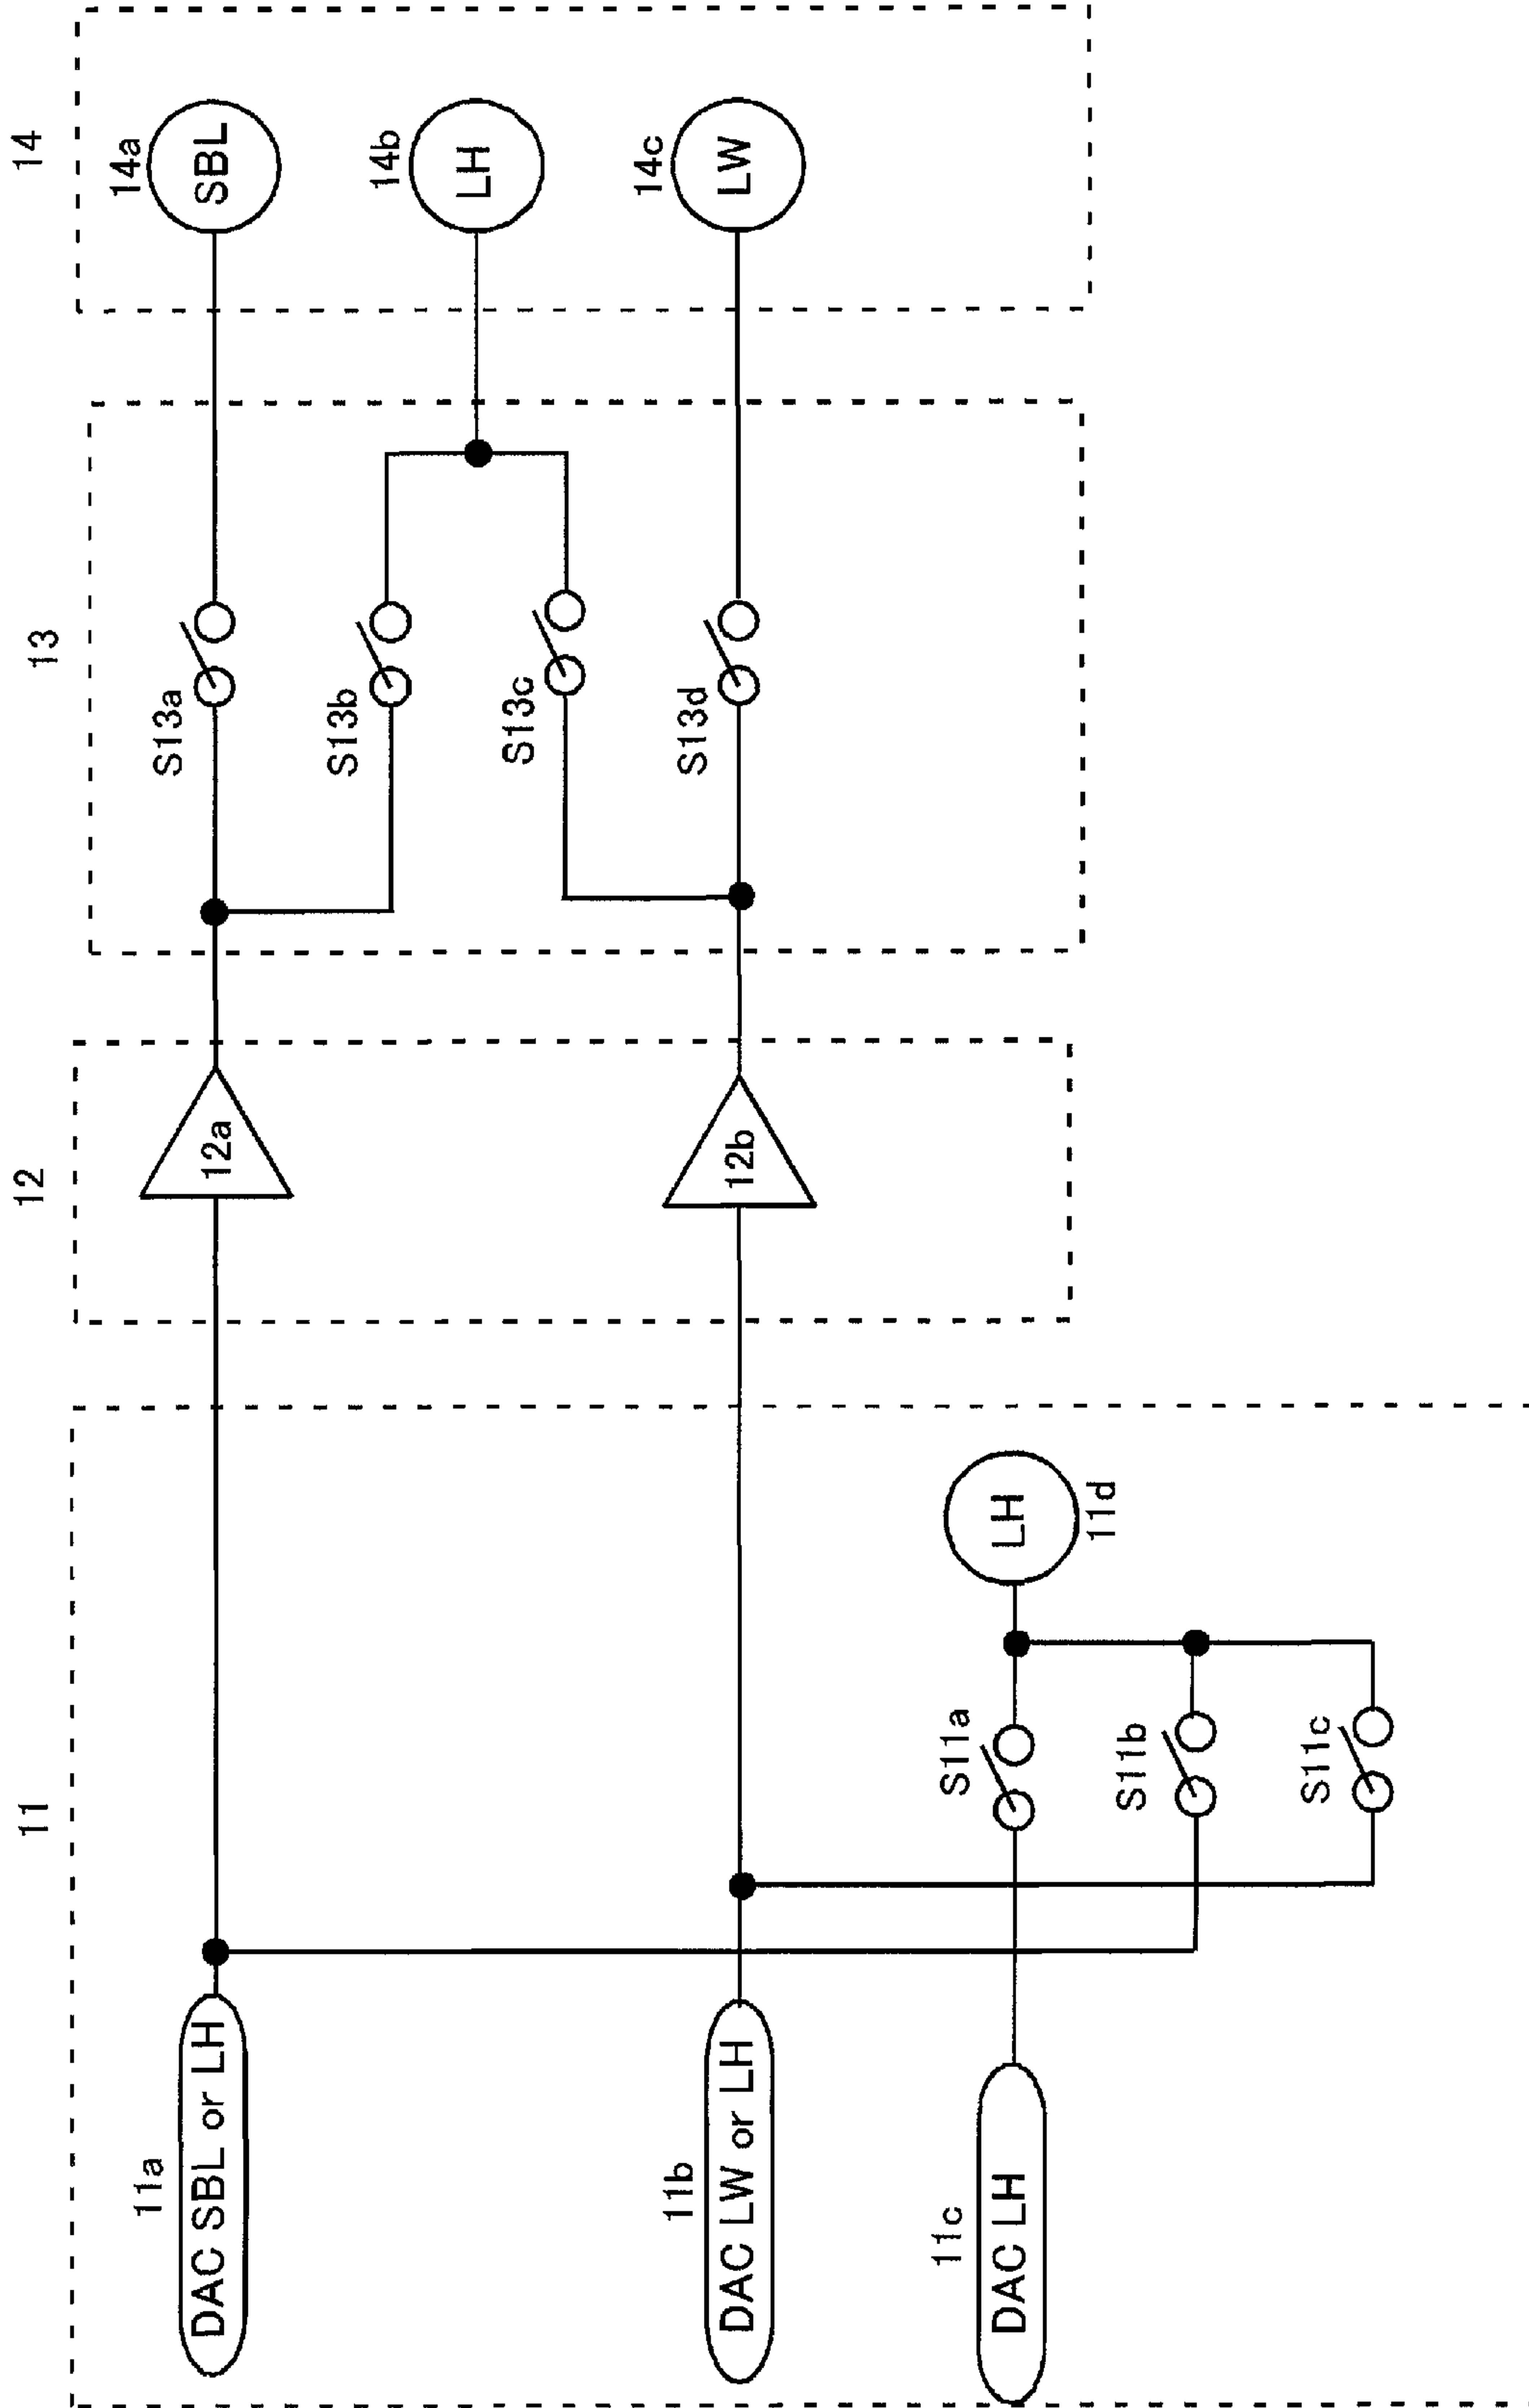 11
12
13
14
11a
DAC SBL or LH
12a
S13a
14a
SBL
S13b
14b
LH
S13c
11b
DAC LW or LH
12b
S13d
14c
LW
11c
DAC LH
S11a
LH
11d
S11b
S11c